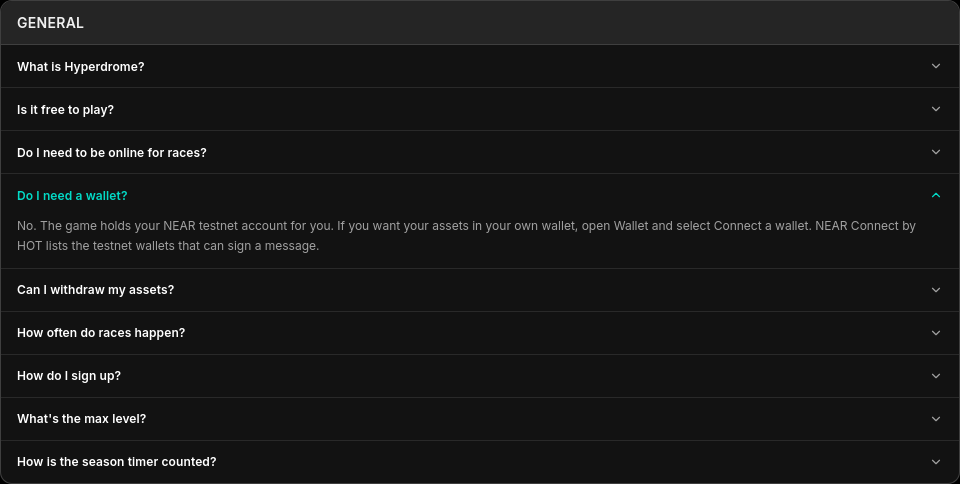 GENERAL
What is Hyperdrome?
Is it free to play?
Do I need to be online for races?
Do I need a wallet?
No. The game holds your NEAR testnet account for you. If you want your assets in your own wallet, open Wallet and select Connect a wallet. NEAR Connect by
HOT lists the testnet wallets that can sign a message.
Can I withdraw my assets?
How often do races happen?
How do I sign up?
What's the max level?
How is the season timer counted?